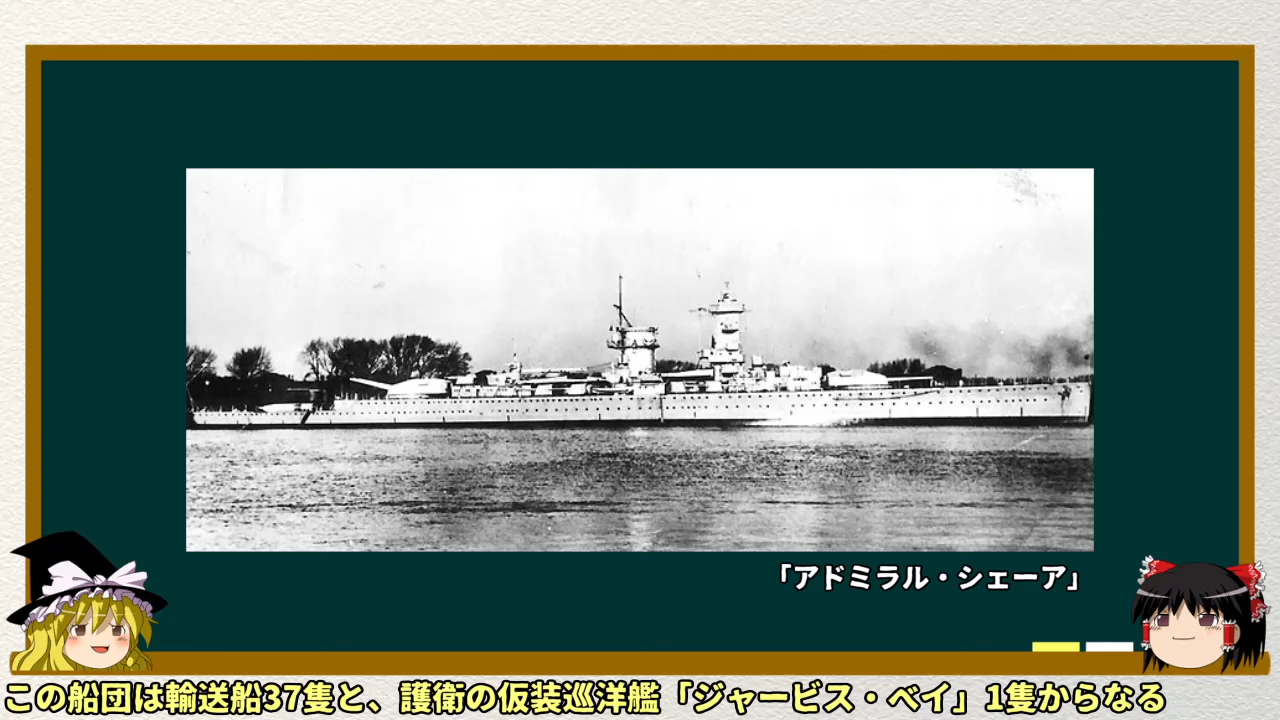 「アドミラル・シェーア」
この船団は輸送船37隻と、護衛の仮装巡洋艦「ジャービス・ベイ」1隻からなる